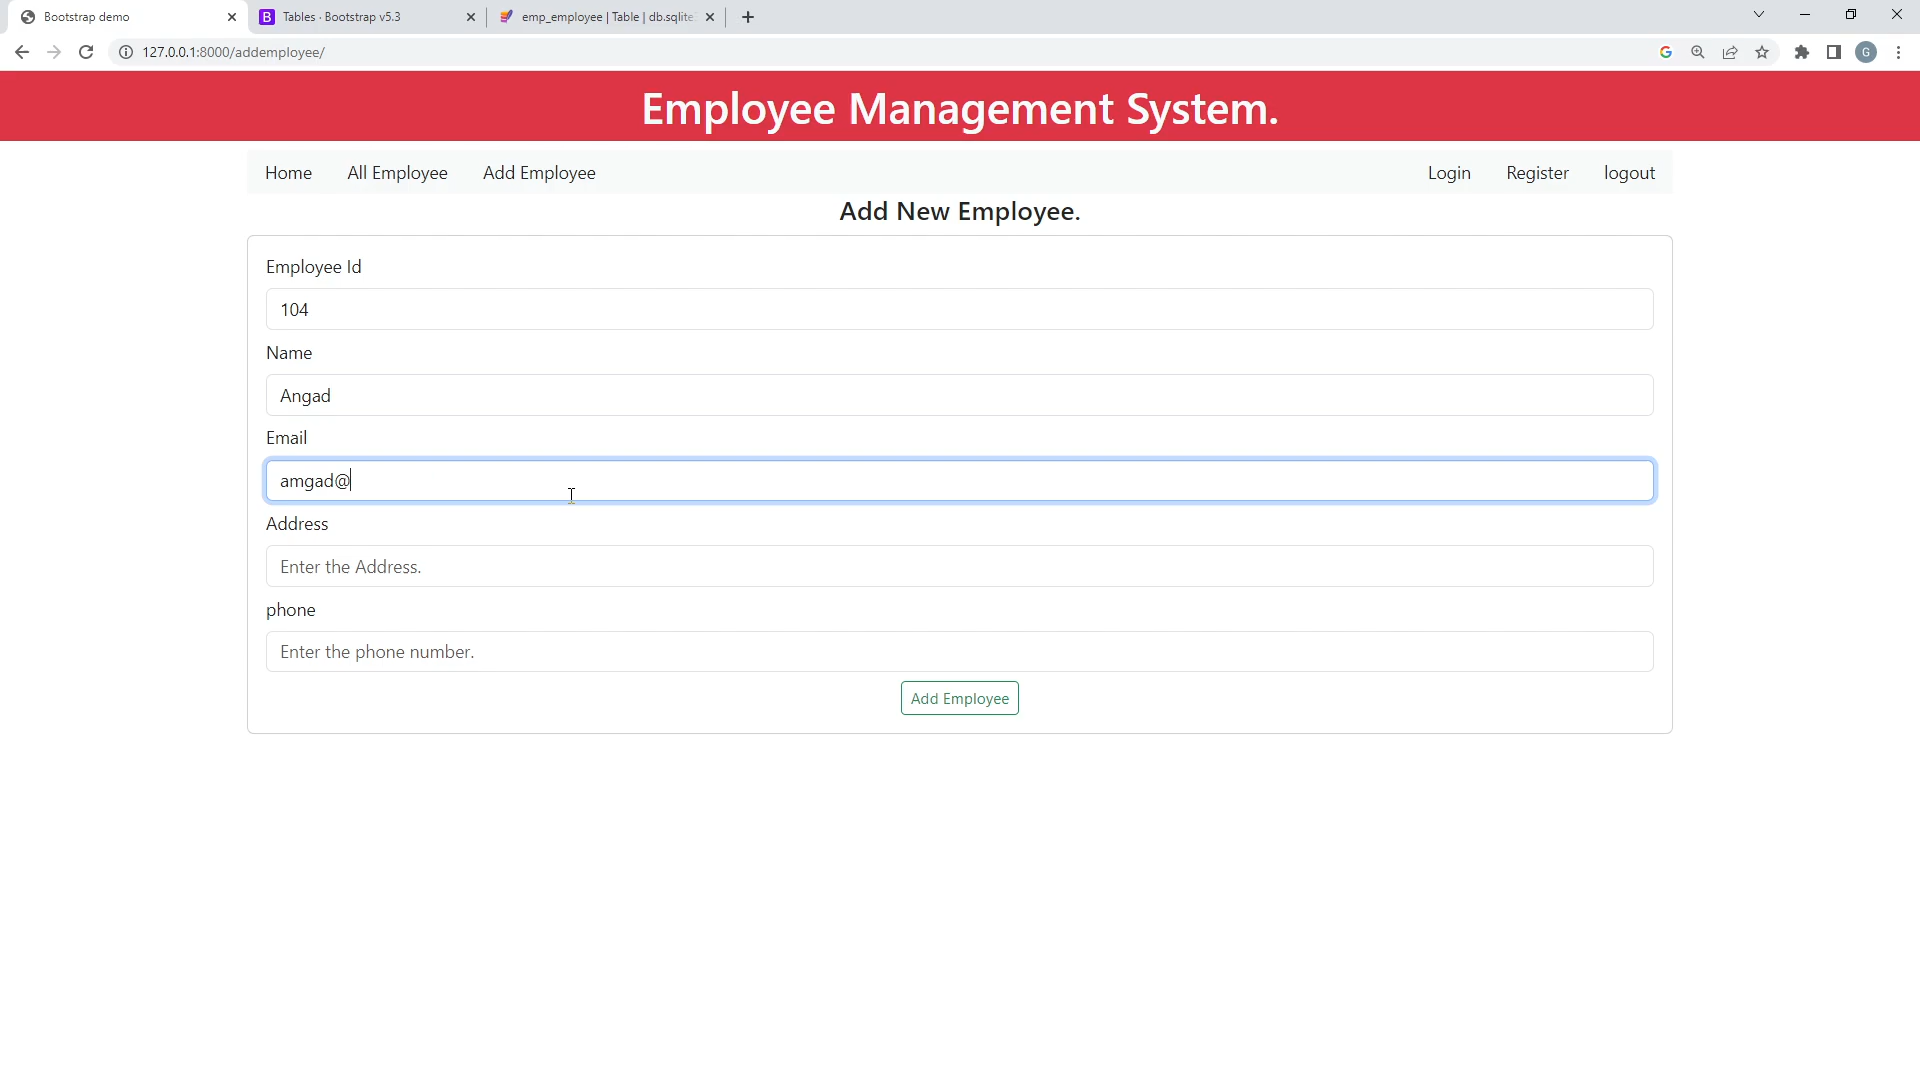 Bootstrap demo
Tables · Bootstrap v5.3
emp_employee | Table | db.sqlite
127.0.0.1:8000/addemployee/
G
Employee Management System.
Home All Employee Add Employee Login Register logout
Add New Employee.
Employee Id
104
Name
Angad
Email
amgad@
Address
Enter the Address.
phone
Enter the phone number.
Add Employee